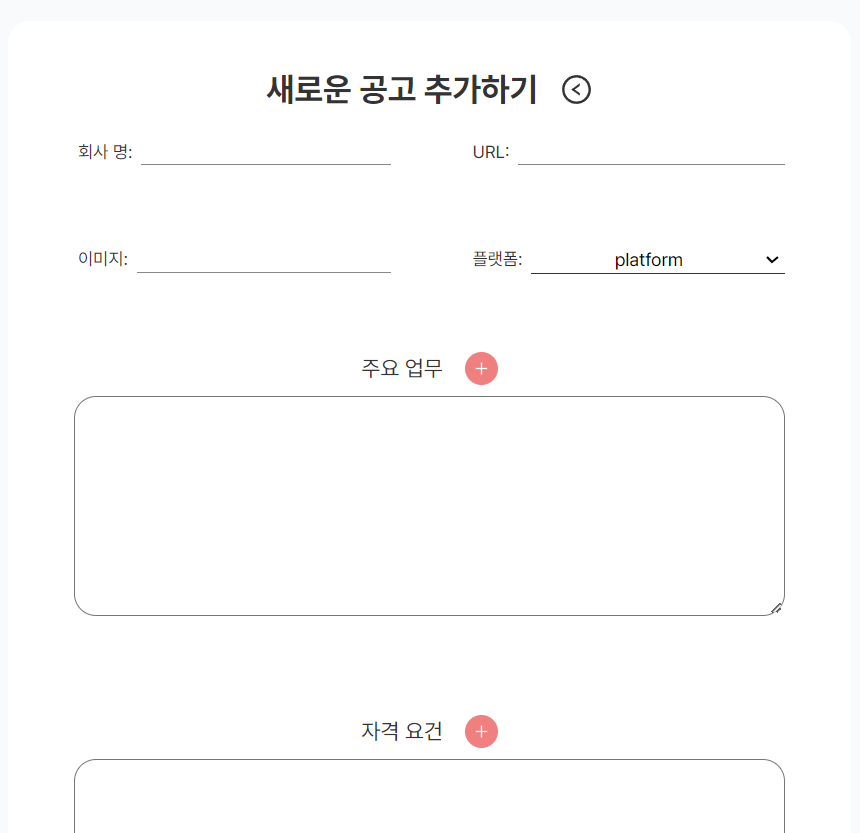 새로운 공고 추가하기
회사 명:
URL:
이미지:
플랫폼: platform
주요 업무 +
자격 요건 +